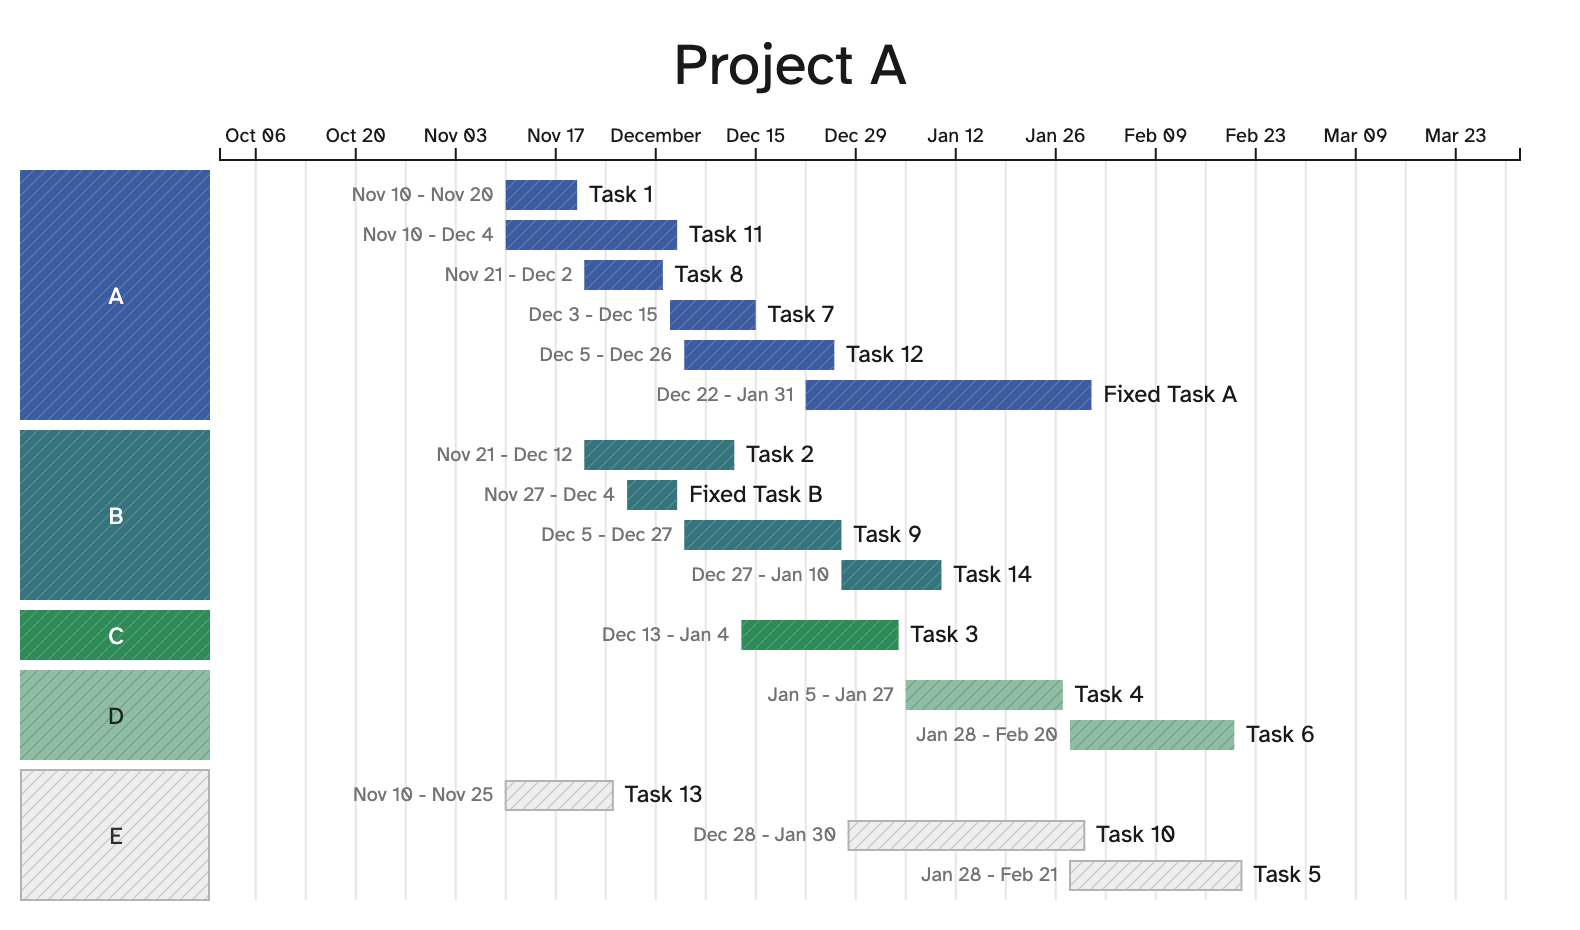 Project A
Oct 06 Oct 20 Nov 03 Nov 17 December Dec 15 Dec 29 Jan 12 Jan 26 Feb 09 Feb 23 Mar 09 Mar 23
A
Nov 10 - Nov 20 Task 1
Nov 10 - Dec 4 Task 11
Nov 21 - Dec 2 Task 8
Dec 3 - Dec 15 Task 7
Dec 5 - Dec 26 Task 12
Dec 22 - Jan 31 Fixed Task A
B
Nov 21 - Dec 12 Task 2
Nov 27 - Dec 4 Fixed Task B
Dec 5 - Dec 27 Task 9
Dec 27 - Jan 10 Task 14
C
Dec 13 - Jan 4 Task 3
D
Jan 5 - Jan 27 Task 4
Jan 28 - Feb 20 Task 6
E
Nov 10 - Nov 25 Task 13
Dec 28 - Jan 30 Task 10
Jan 28 - Feb 21 Task 5